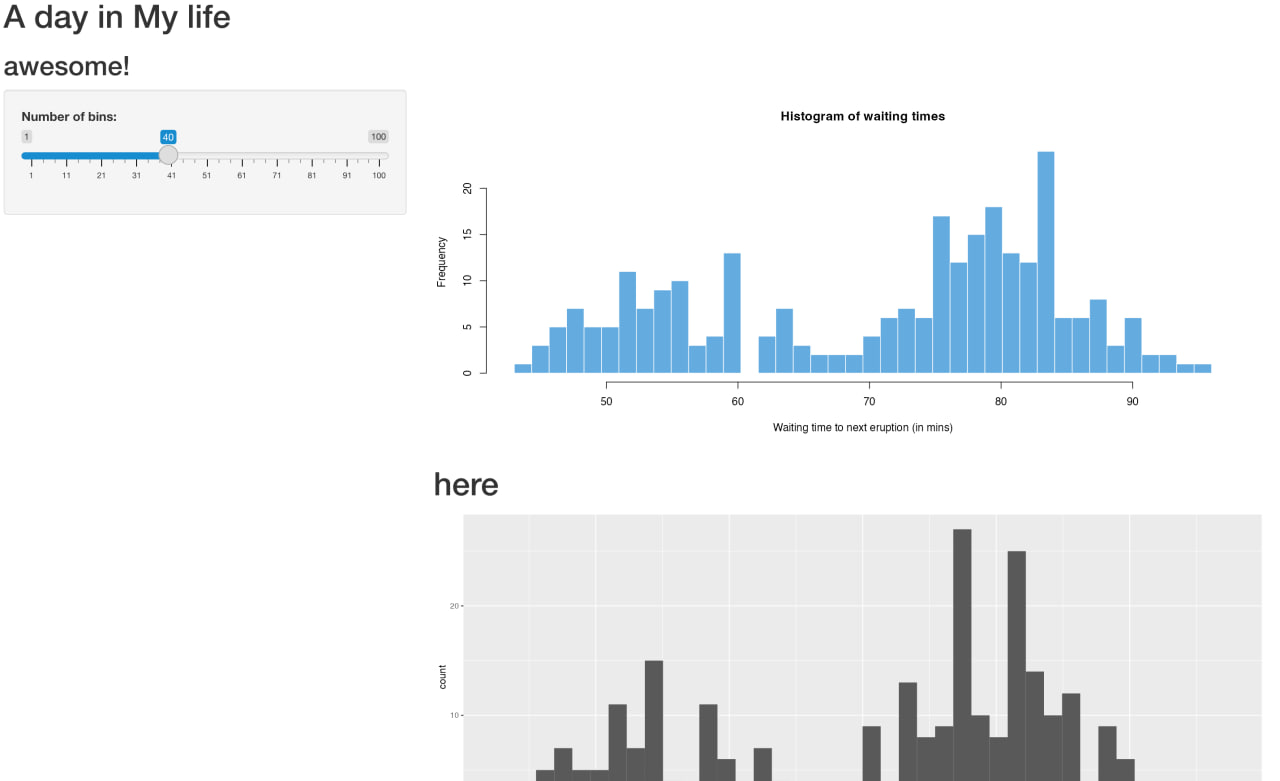 A day in My life
awesome!
Number of bins:
1 40 100
1 11 21 31 41 51 61 71 81 91 100
Histogram of waiting times
Frequency
20
15
10
5
0
50 60 70 80 90
Waiting time to next eruption (in mins)
here
count
20
10